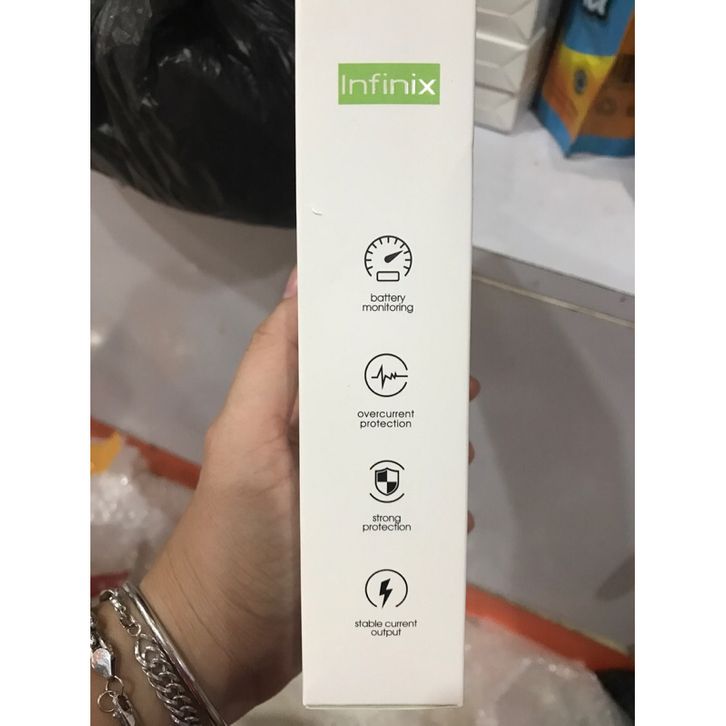 Infinix
battery
monitoring
overcurrent
protection
strong
protection
stable current
output